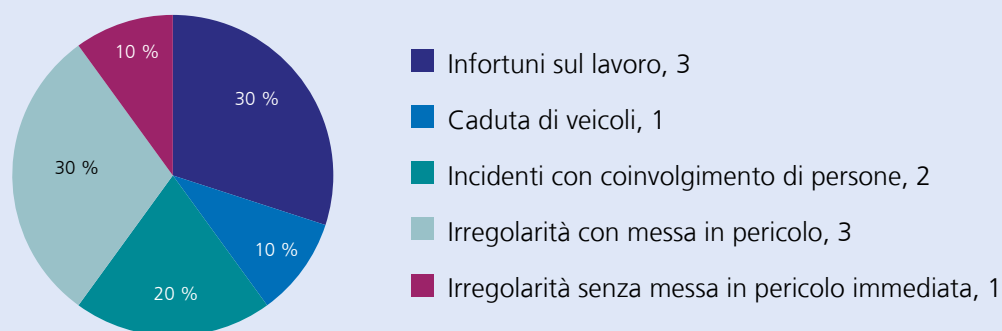 10 %
30 %
30 %
10 %
20 %
Infortuni sul lavoro, 3
Caduta di veicoli, 1
Incidenti con coinvolgimento di persone, 2
Irregolarità con messa in pericolo, 3
Irregolarità senza messa in pericolo immediata, 1